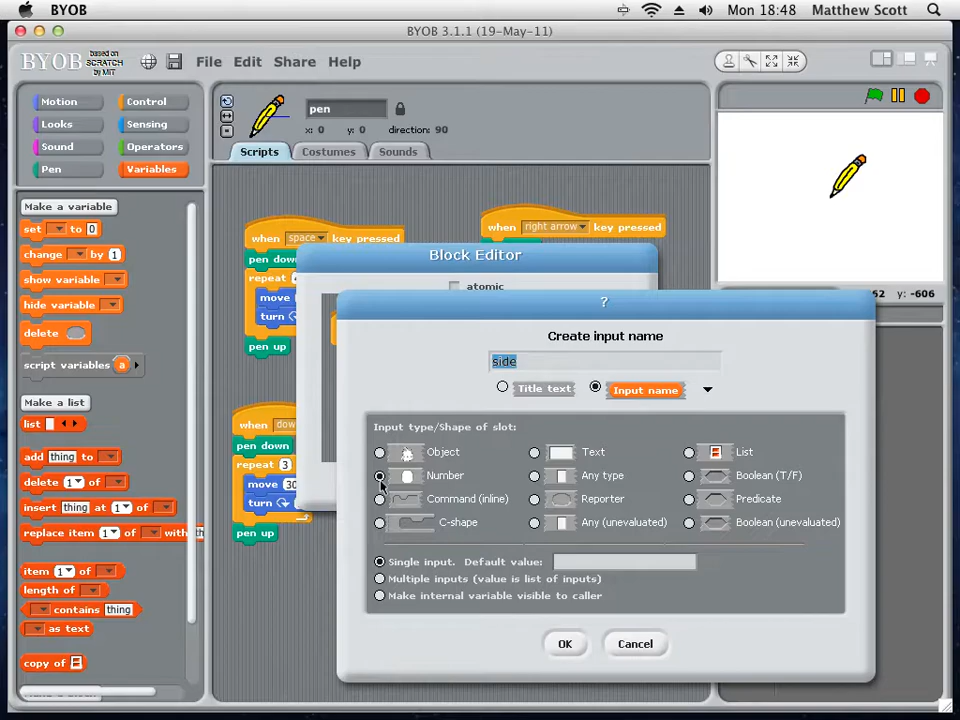 BYOB
Mon 18:48 Matthew Scott
BYOB 3.1.1 (19-May-11)
BYOB based on SCRATCH by MIT
File Edit Share Help
Motion Control
Looks Sensing
Sound Operators
Pen Variables
pen
x: 0 y: 0 direction: 90
Scripts Costumes Sounds
Make a variable
set to 0
change by 1
show variable
hide variable
delete
script variables a
Make a list
list
add thing to
delete 1 of
insert thing at 1 of
replace item 1 of with
item 1 of
length of
contains thing
as text
copy of
when space key pressed
pen down
repeat
move
turn
pen up
when right arrow key pressed
when down
pen down
repeat 3
move 30
turn
pen up
y: -606
Block Editor
atomic
?
Create input name
side
Title text Input name
Input type/Shape of slot:
Object Text List
Number Any type Boolean (T/F)
Command (inline) Reporter Predicate
C-shape Any (unevaluated) Boolean (unevaluated)
Single input. Default value:
Multiple inputs (value is list of inputs)
Make internal variable visible to caller
OK Cancel